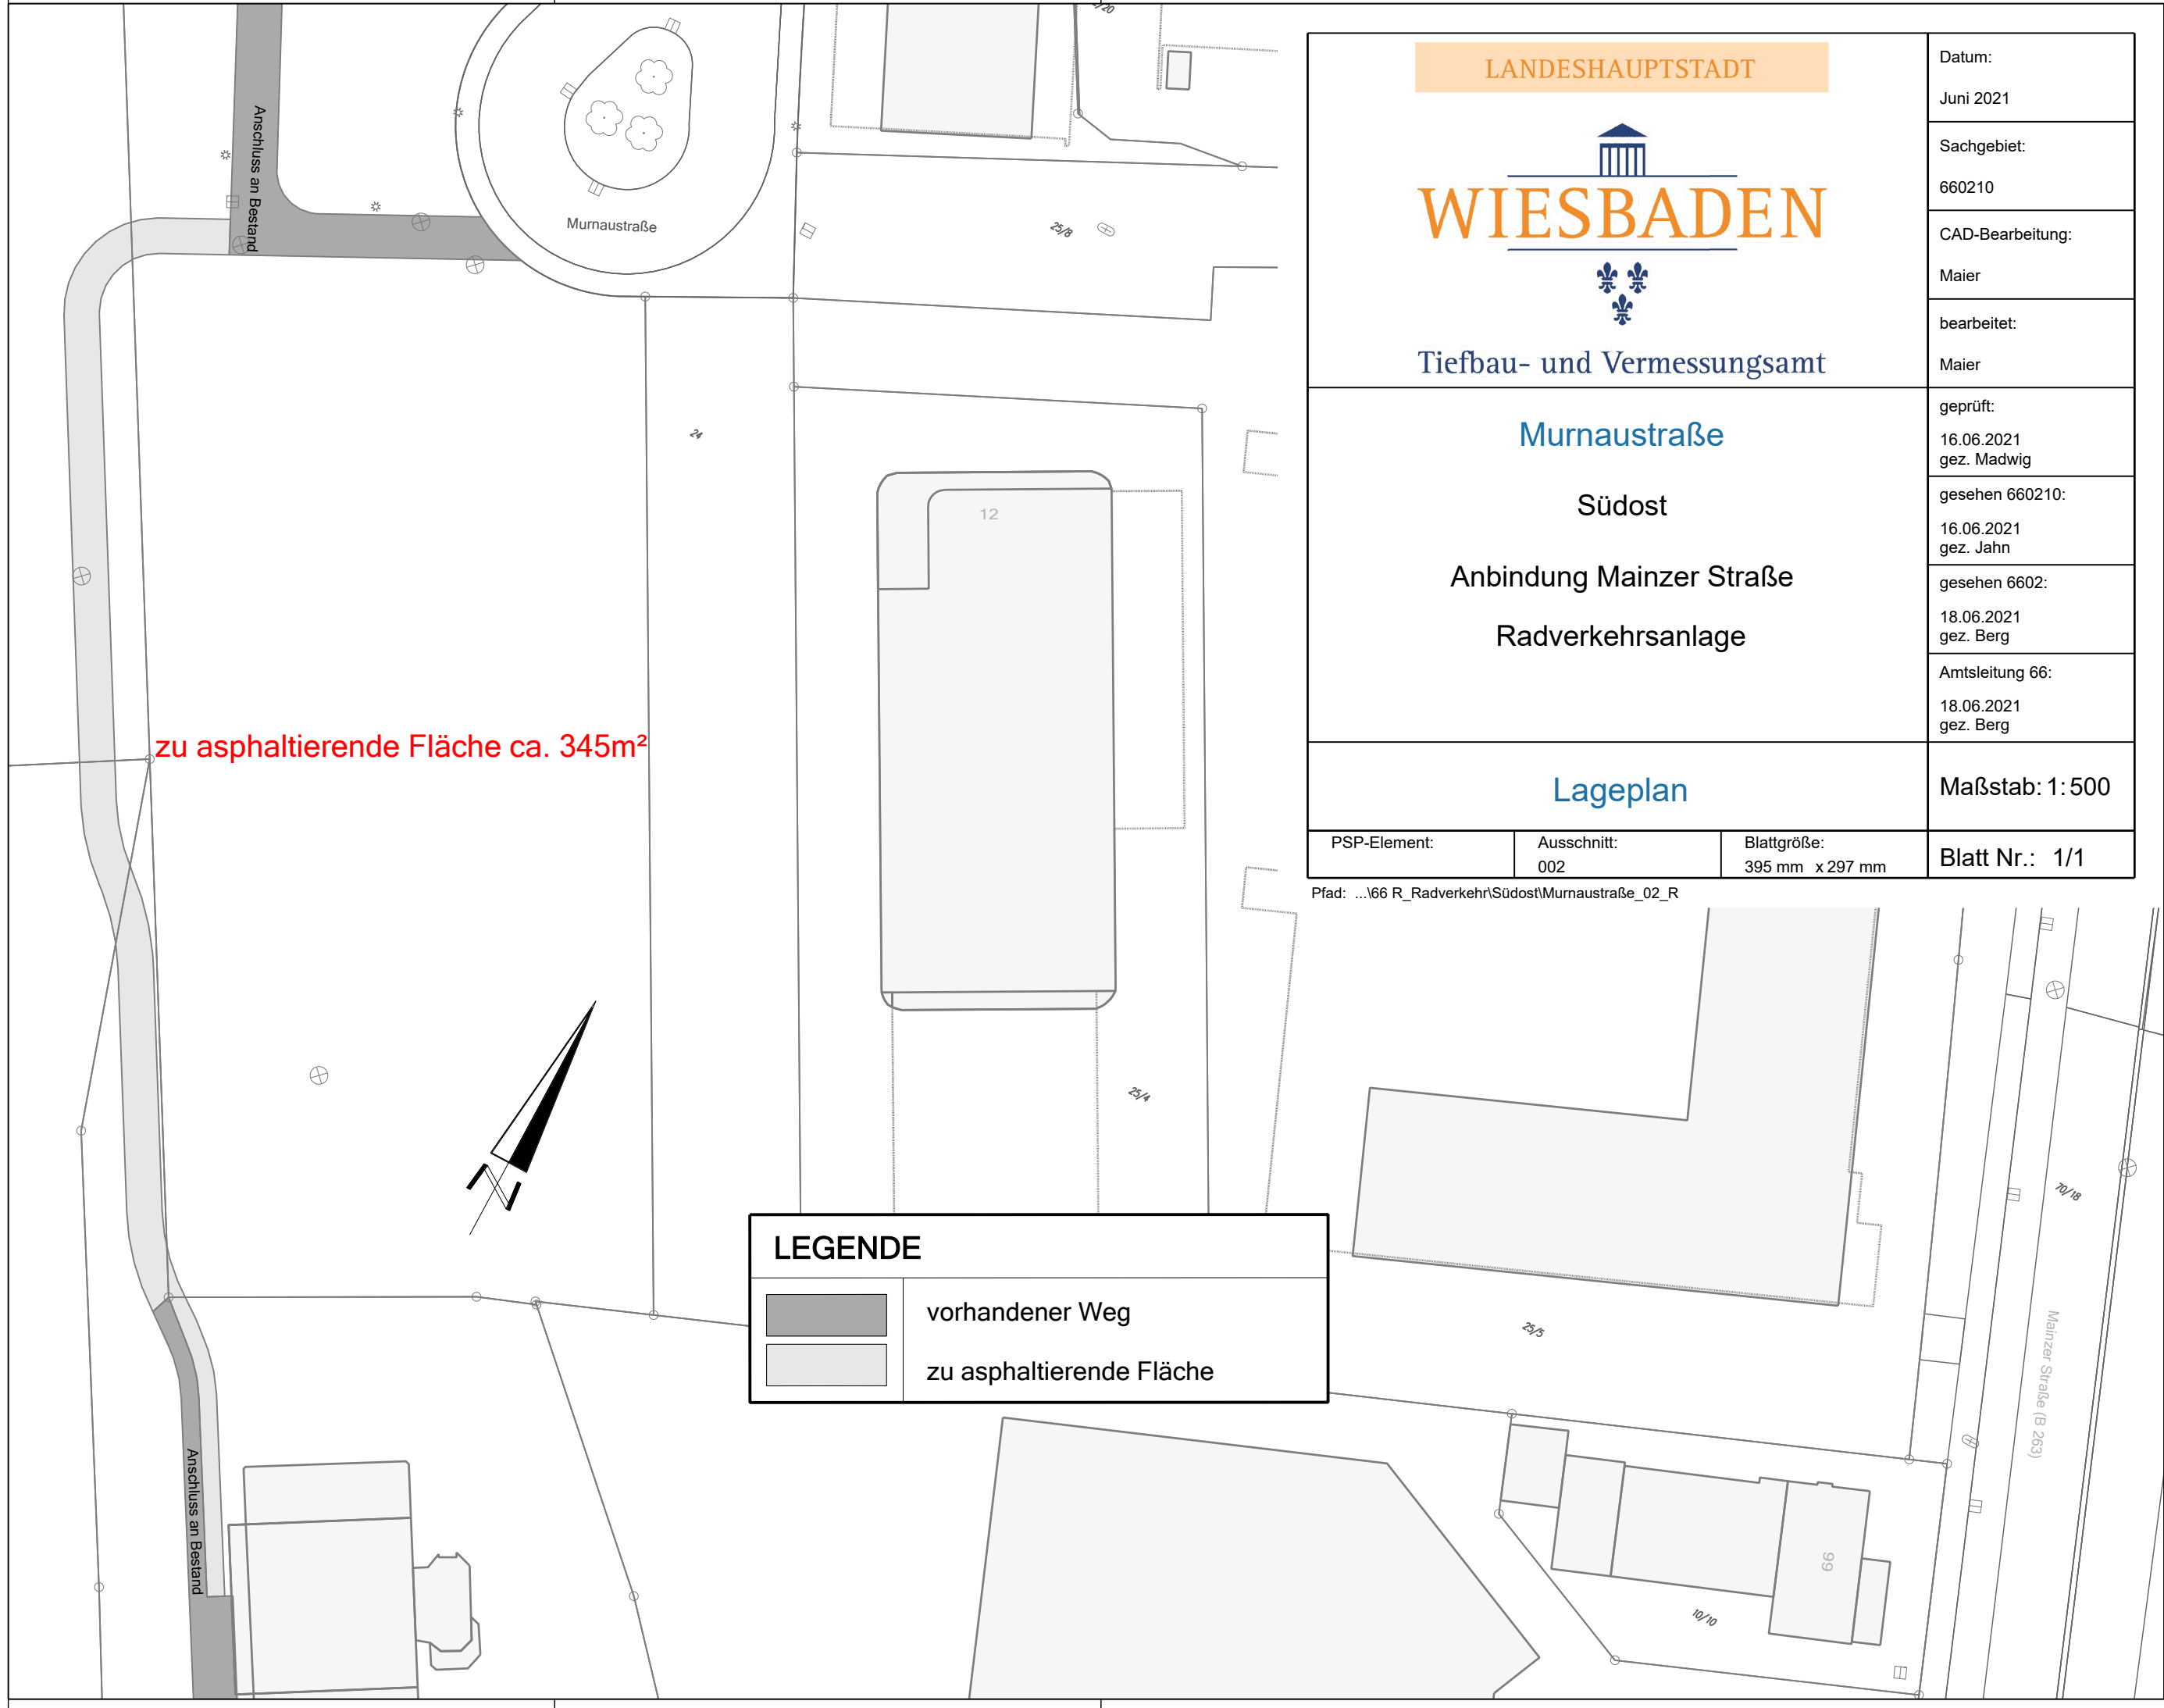 /20
Anschluss an Bestand
Murnaustraße
25/8
24
12
zu asphaltierende Fläche ca. 345m²
25/4
N
LANDESHAUPTSTADT
WIESBADEN
Tiefbau- und Vermessungsamt
Murnaustraße
Südost
Anbindung Mainzer Straße
Radverkehrsanlage
Lageplan
Datum:
Juni 2021
Sachgebiet:
660210
CAD-Bearbeitung:
Maier
bearbeitet:
Maier
geprüft:
16.06.2021
gez. Madwig
gesehen 660210:
16.06.2021
gez. Jahn
gesehen 6602:
18.06.2021
gez. Berg
Amtsleitung 66:
18.06.2021
gez. Berg
Maßstab: 1:500
PSP-Element:
Ausschnitt:
002
Blattgröße:
395 mm x 297 mm
Blatt Nr.: 1/1
Pfad: ...\66 R_Radverkehr\Südost\Murnaustraße_02_R
LEGENDE
vorhandener Weg
zu asphaltierende Fläche
70/18
25/5
Mainzer Straße (B 263)
Anschluss an Bestand
10/10